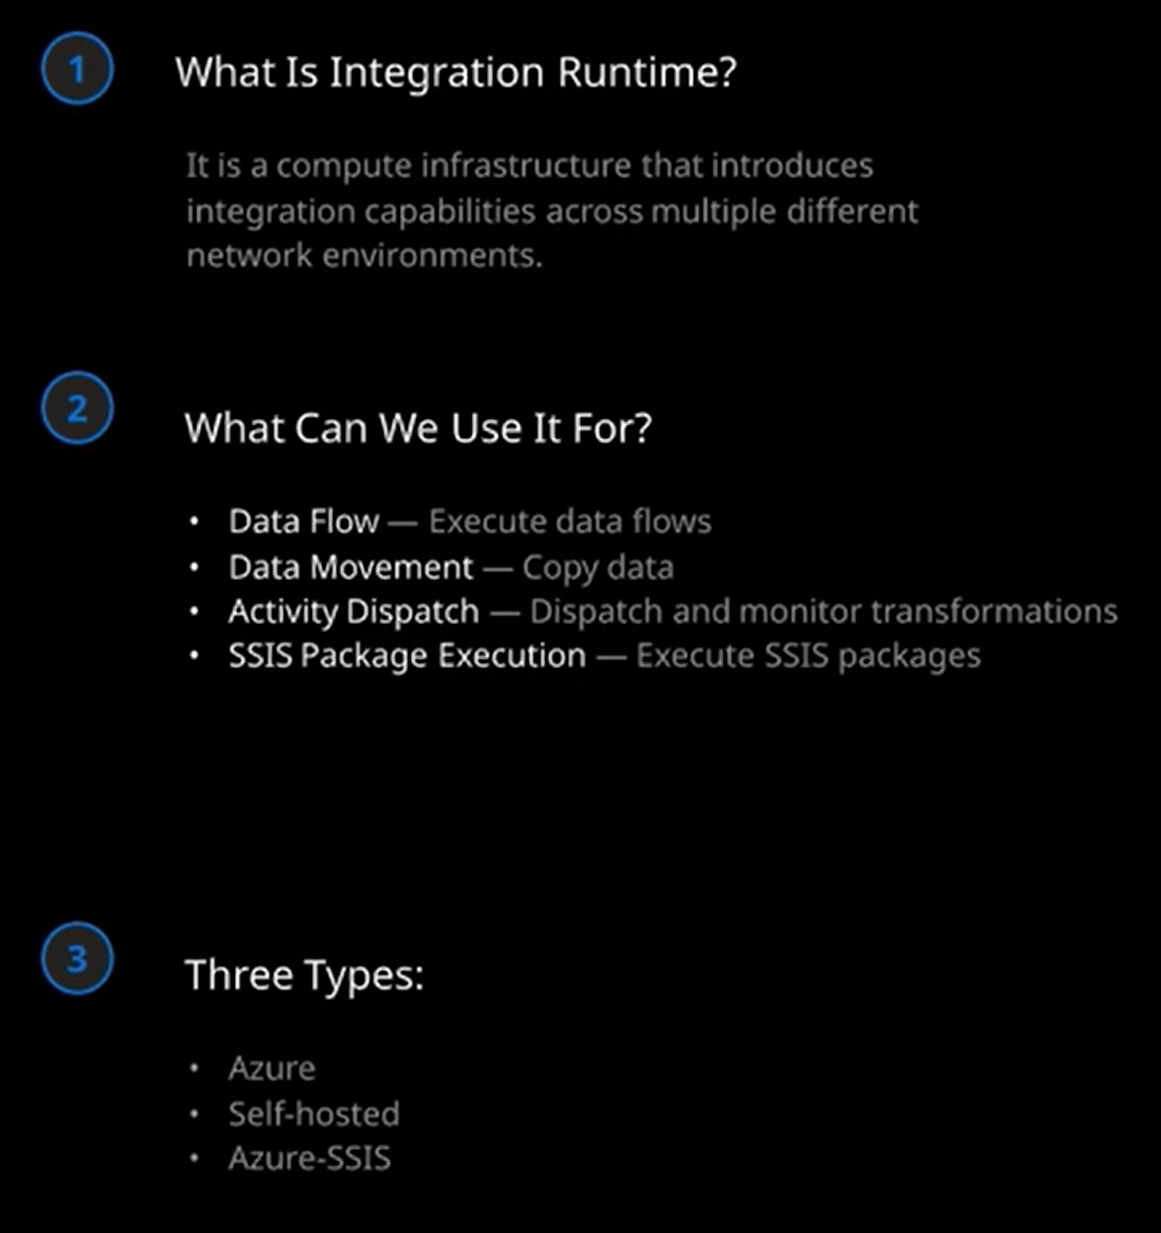 1
What Is Integration Runtime?
It is a compute infrastructure that introduces
integration capabilities across multiple different
network environments.
2
What Can We Use It For?
• Data Flow — Execute data flows
• Data Movement — Copy data
• Activity Dispatch — Dispatch and monitor transformations
• SSIS Package Execution — Execute SSIS packages
3
Three Types:
• Azure
• Self-hosted
• Azure-SSIS